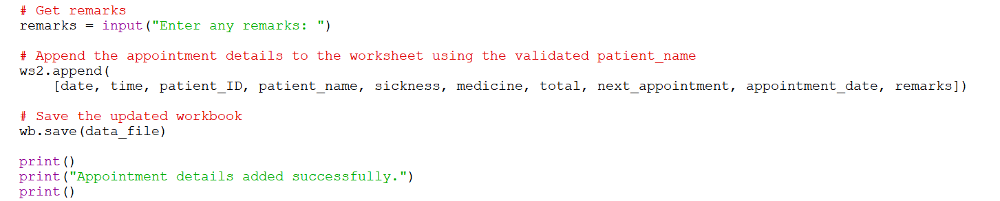 # Get remarks
remarks = input("Enter any remarks: ")
# Append the appointment details to the worksheet using the validated patient_name
ws2.append(
    [date, time, patient_ID, patient_name, sickness, medicine, total, next_appointment, appointment_date, remarks])
# Save the updated workbook
wb.save(data_file)
print()
print("Appointment details added successfully.")
print()